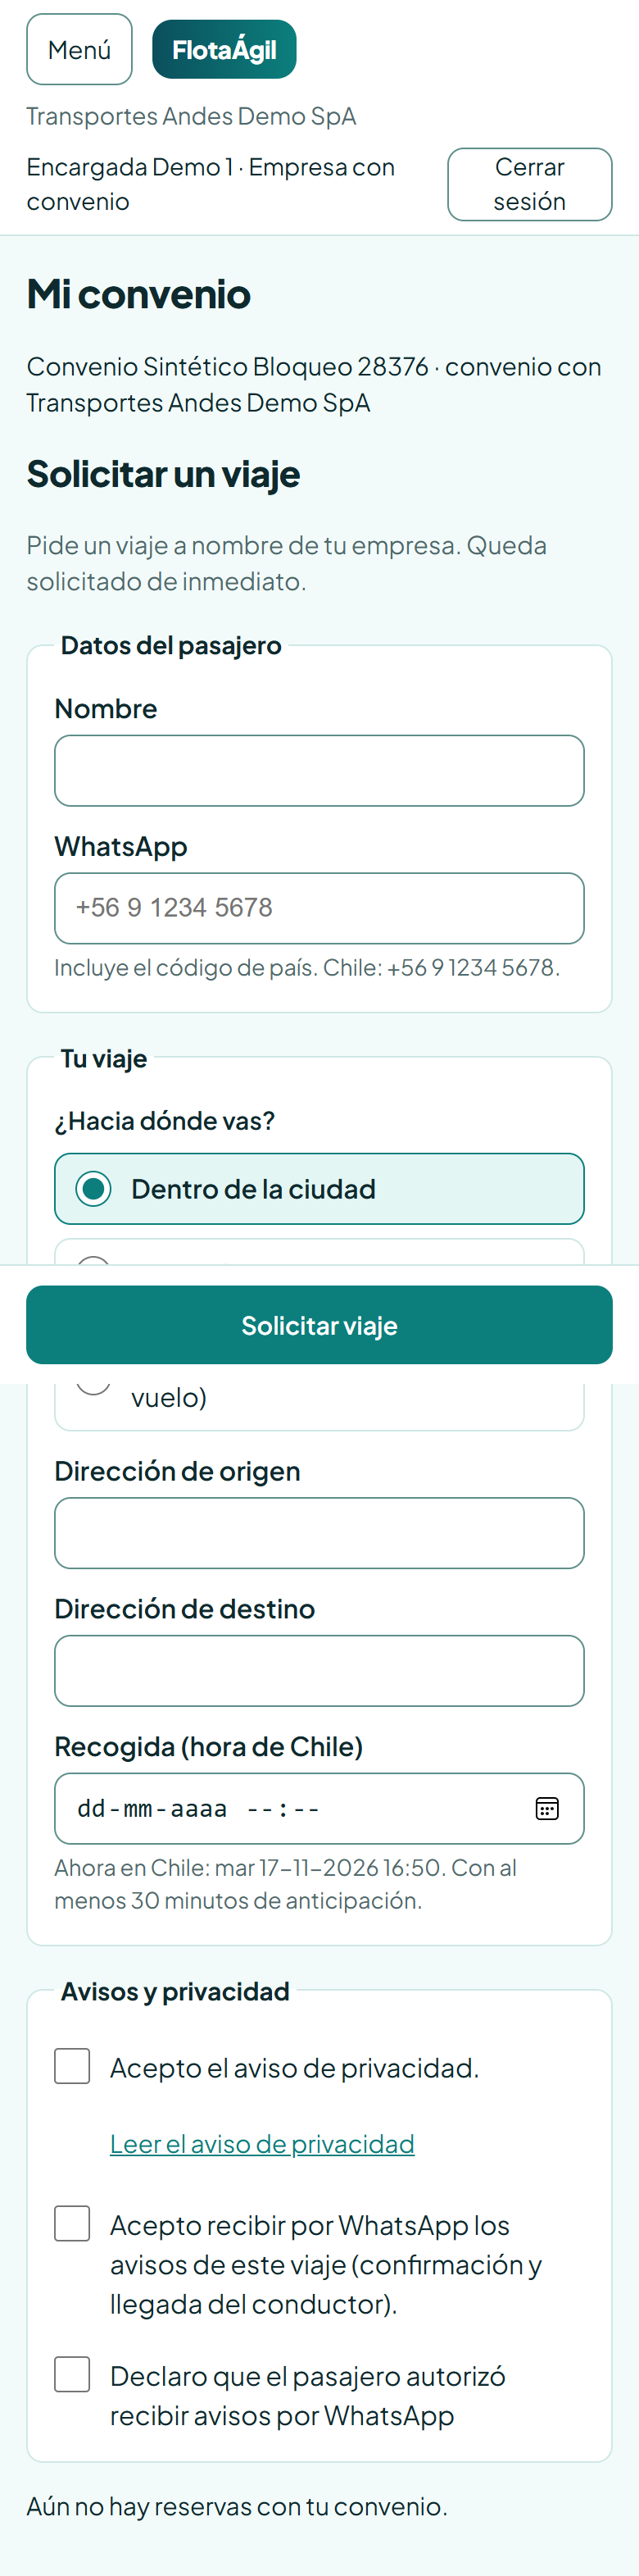 Menú
FlotaÁgil
Transportes Andes Demo SpA
Encargada Demo 1 · Empresa con
convenio
Cerrar
sesión
Mi convenio
Convenio Sintético Bloqueo 28376 · convenio con
Transportes Andes Demo SpA
Solicitar un viaje
Pide un viaje a nombre de tu empresa. Queda
solicitado de inmediato.
Datos del pasajero
Nombre
WhatsApp
+56 9 1234 5678
Incluye el código de país. Chile: +56 9 1234 5678.
Tu viaje
¿Hacia dónde vas?
Dentro de la ciudad
Solicitar viaje
vuelo)
Dirección de origen
Dirección de destino
Recogida (hora de Chile)
dd-mm-aaaa --:--
Ahora en Chile: mar 17-11-2026 16:50. Con al
menos 30 minutos de anticipación.
Avisos y privacidad
Acepto el aviso de privacidad.
Leer el aviso de privacidad
Acepto recibir por WhatsApp los
avisos de este viaje (confirmación y
llegada del conductor).
Declaro que el pasajero autorizó
recibir avisos por WhatsApp
Aún no hay reservas con tu convenio.